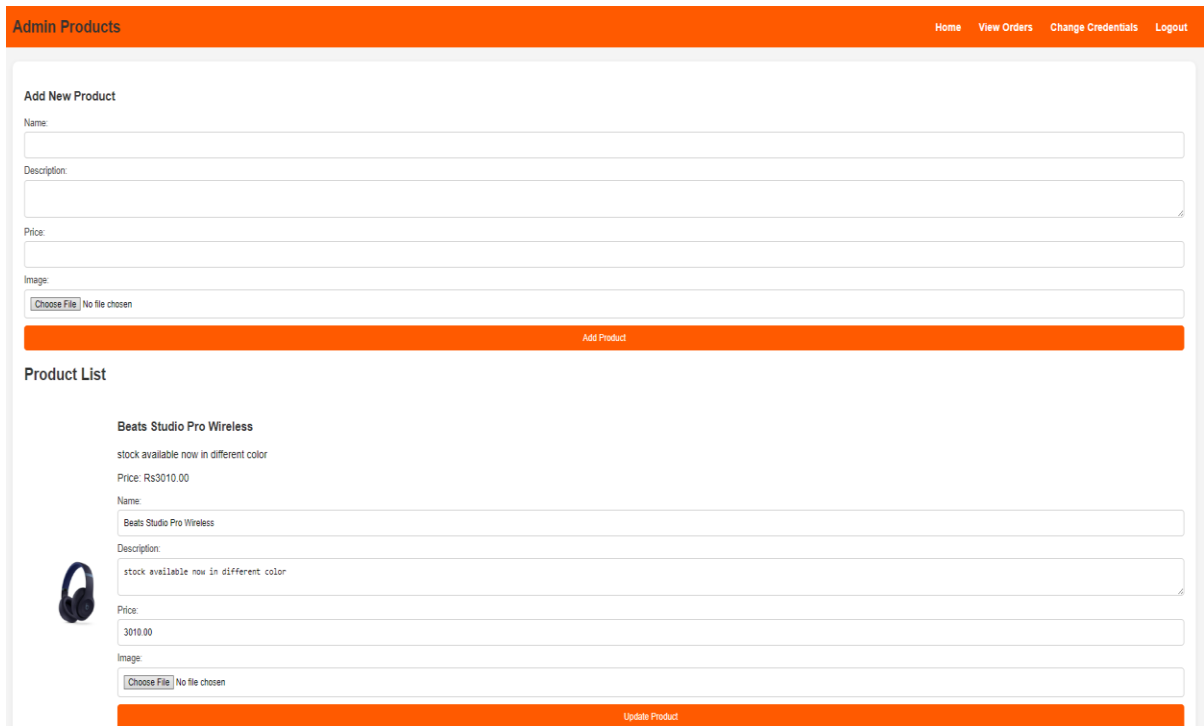 Admin Products
Home View Orders Change Credentials Logout
Add New Product
Name:
Description:
Price:
Image:
Choose File No file chosen
Add Product
Product List
Beats Studio Pro Wireless
stock available now in different color
Price: Rs3010.00
Name:
Beats Studio Pro Wireless
Description:
stock available now in different color
Price:
3010.00
Image:
Choose File No file chosen
Update Product